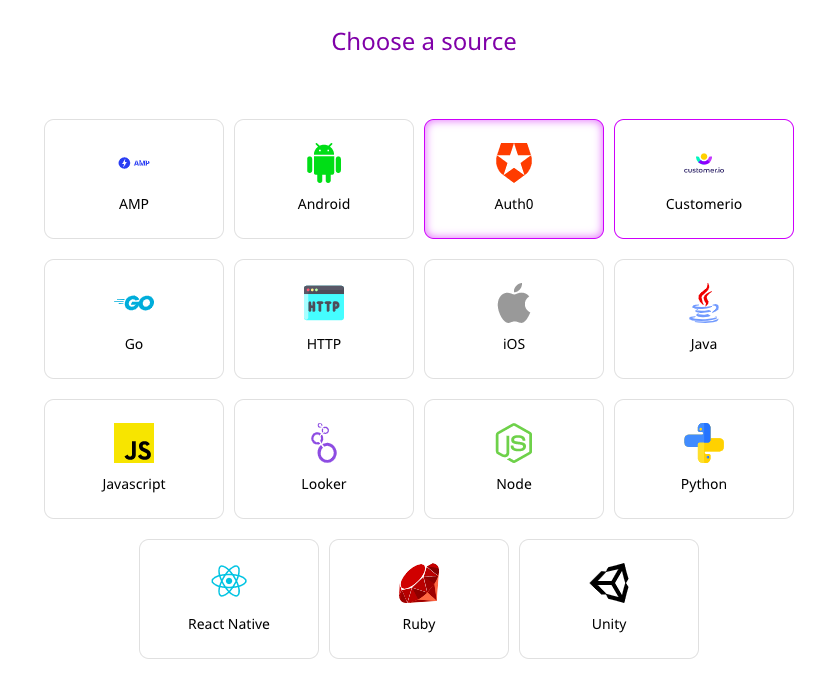 Choose a source
AMP
AMP
Android
Auth0
customer.io
Customerio
GO
Go
HTTP
HTTP
iOS
Java
JS
Javascript
Looker
JS
Node
Python
React Native
Ruby
Unity